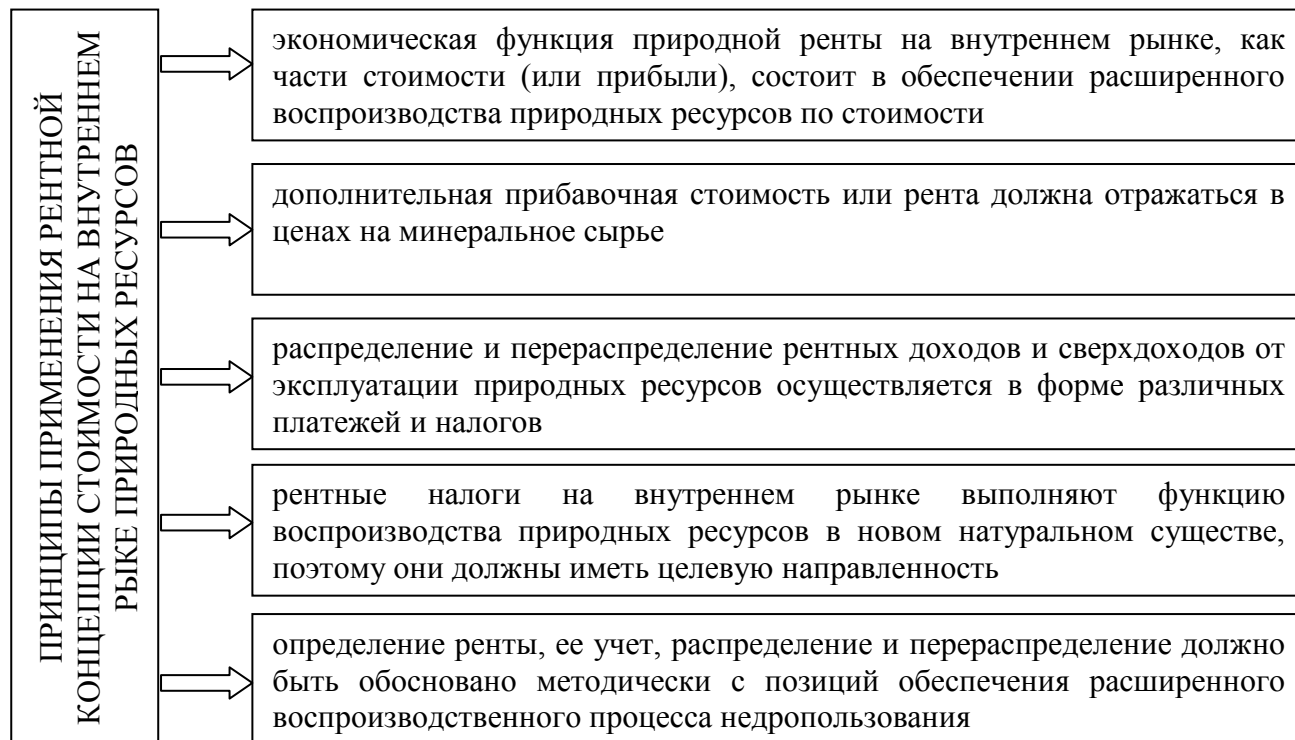 ПРИНЦИПЫ ПРИМЕНЕНИЯ РЕНТНОЙ
КОНЦЕПЦИИ СТОИМОСТИ НА ВНУТРЕННЕМ
РЫКЕ ПРИРОДНЫХ РЕСУРСОВ
экономическая функция природной ренты на внутреннем рынке, как
части стоимости (или прибыли), состоит в обеспечении расширенного
воспроизводства природных ресурсов по стоимости
дополнительная прибавочная стоимость или рента должна отражаться в
ценах на минеральное сырье
распределение и перераспределение рентных доходов и сверхдоходов от
эксплуатации природных ресурсов осуществляется в форме различных
платежей и налогов
рентные налоги на внутреннем рынке выполняют функцию
воспроизводства природных ресурсов в новом натуральном существе,
поэтому они должны иметь целевую направленность
определение ренты, ее учет, распределение и перераспределение должно
быть обосновано методически с позиций обеспечения расширенного
воспроизводственного процесса недропользования